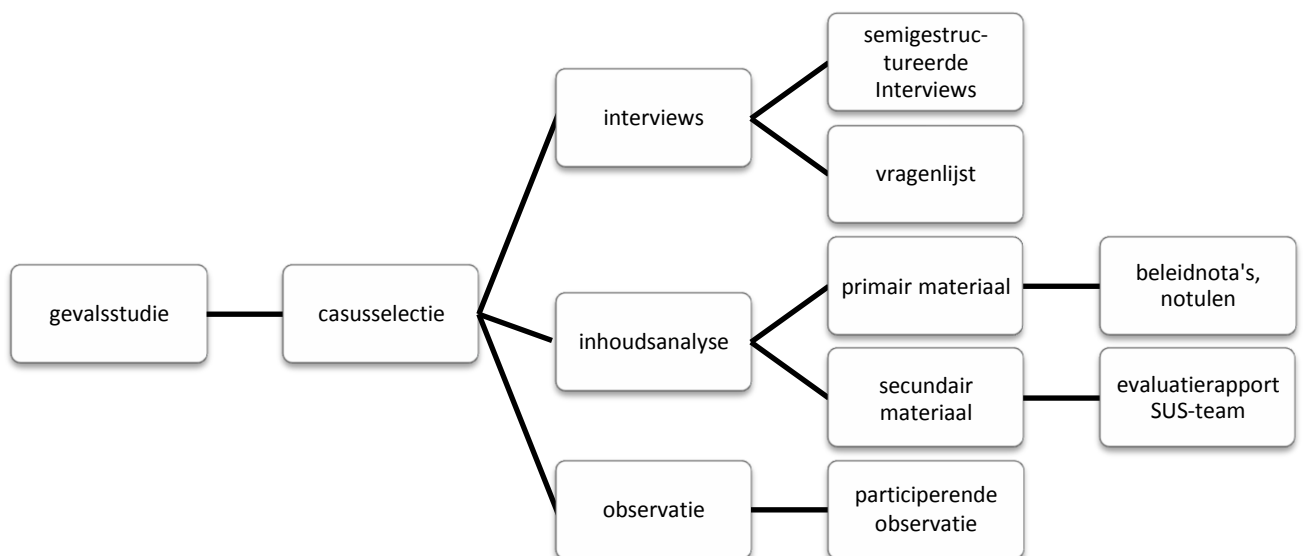 gevalsstudie
casusselectie
interviews
semigestruc-
tureerde
Interviews
vragenlijst
inhoudsanalyse
primair materiaal
beleidnota's,
notulen
secundair
materiaal
evaluatierapport
SUS-team
observatie
participerende
observatie